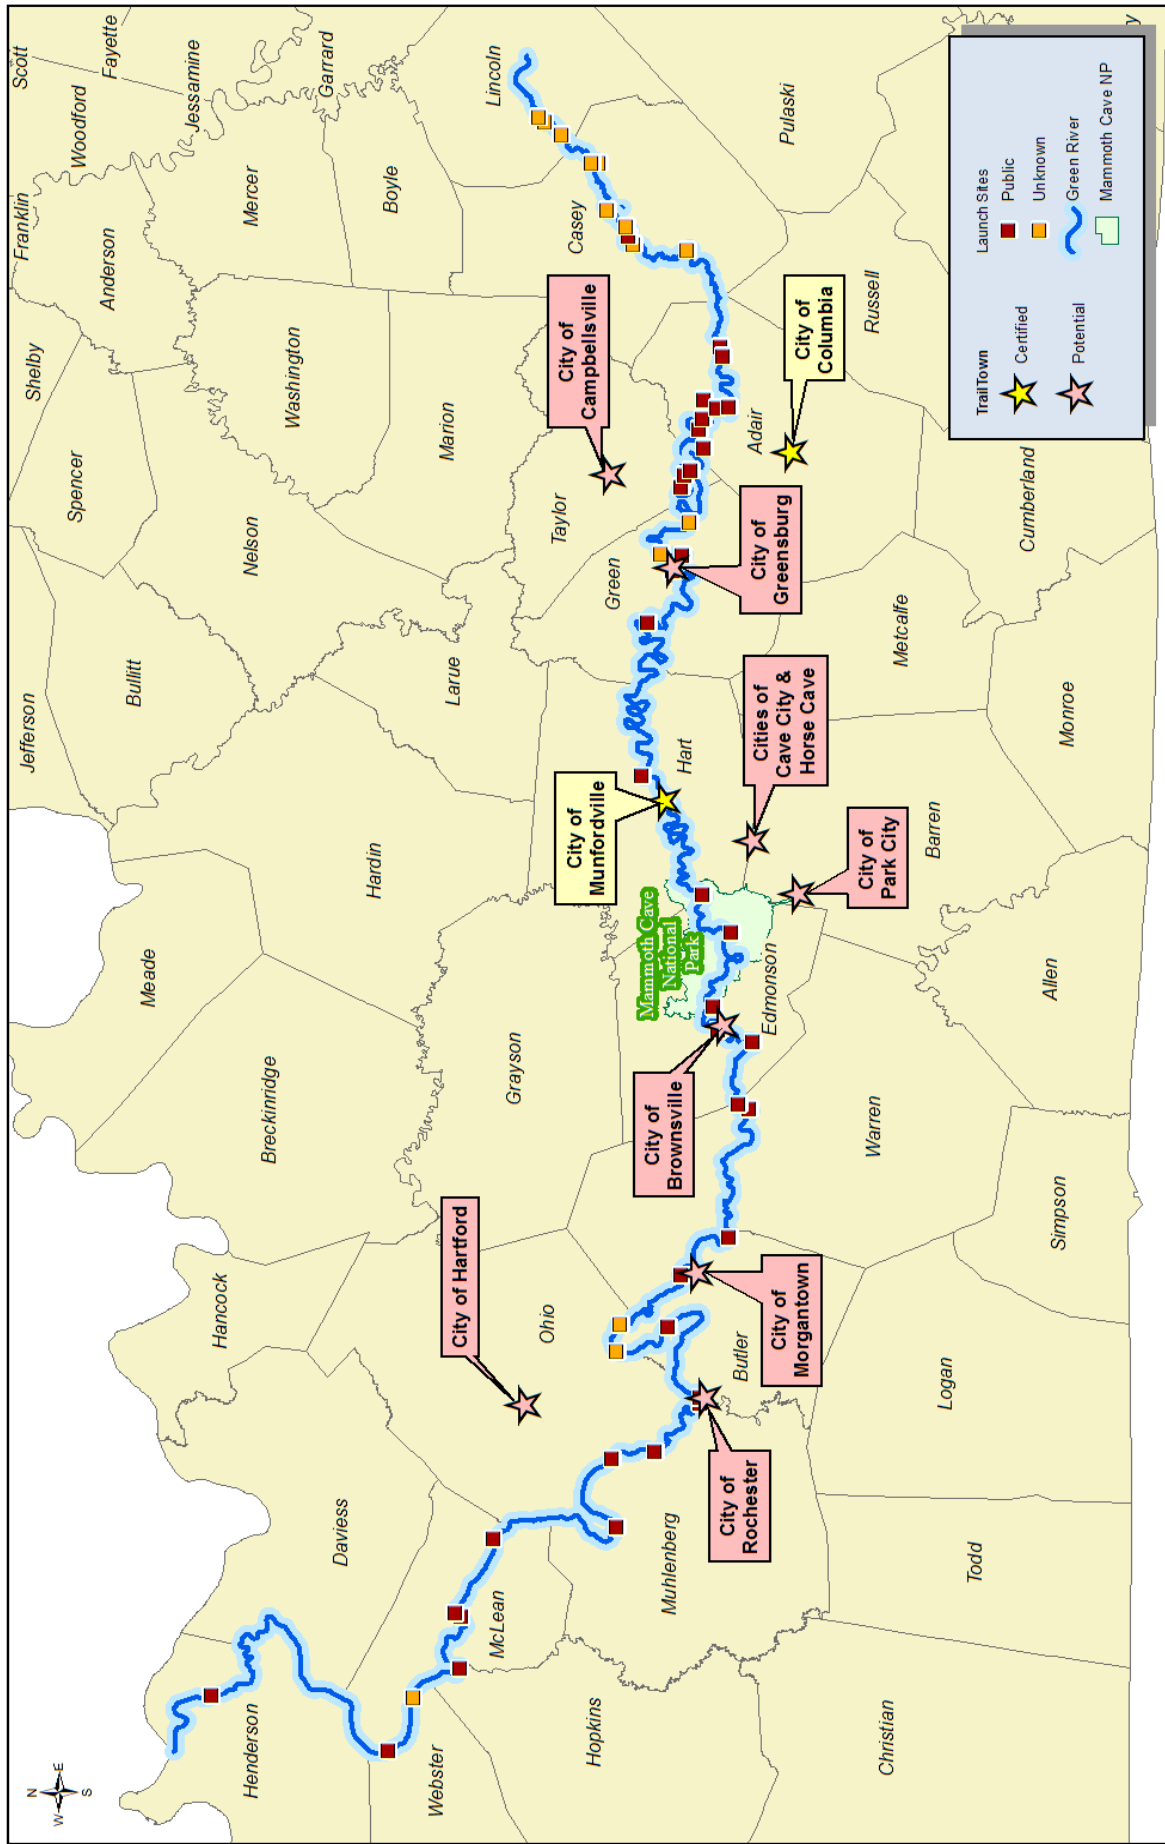 Scott
Fayette
Franklin
Woodford
Jessamine
Garrard
Shelby
Anderson
Mercer
Boyle
Lincoln
Jefferson
Spencer
Washington
Casey
Pulaski
Bullitt
Nelson
Marion
Meade
Hardin
Larue
Taylor
City of
Campbellsville
Russell
City of
Columbia
Adair
Green
City of
Greensburg
Cumberland
Metcalfe
Monroe
Hart
City of
Munfordville
Cities of
Cave City &
Horse Cave
Barren
City of
Park City
Mammoth Cave
National
Park
Edmonson
Allen
Breckinridge
Grayson
City of
Brownsville
Warren
Simpson
Hancock
City of Hartford
Ohio
City of
Morgantown
Butler
Logan
Daviess
McLean
Muhlenberg
City of
Rochester
Todd
Henderson
Webster
Hopkins
Christian
N
W
E
S
TrailTown
Certified
Potential
Launch Sites
Public
Unknown
Green River
Mammoth Cave NP